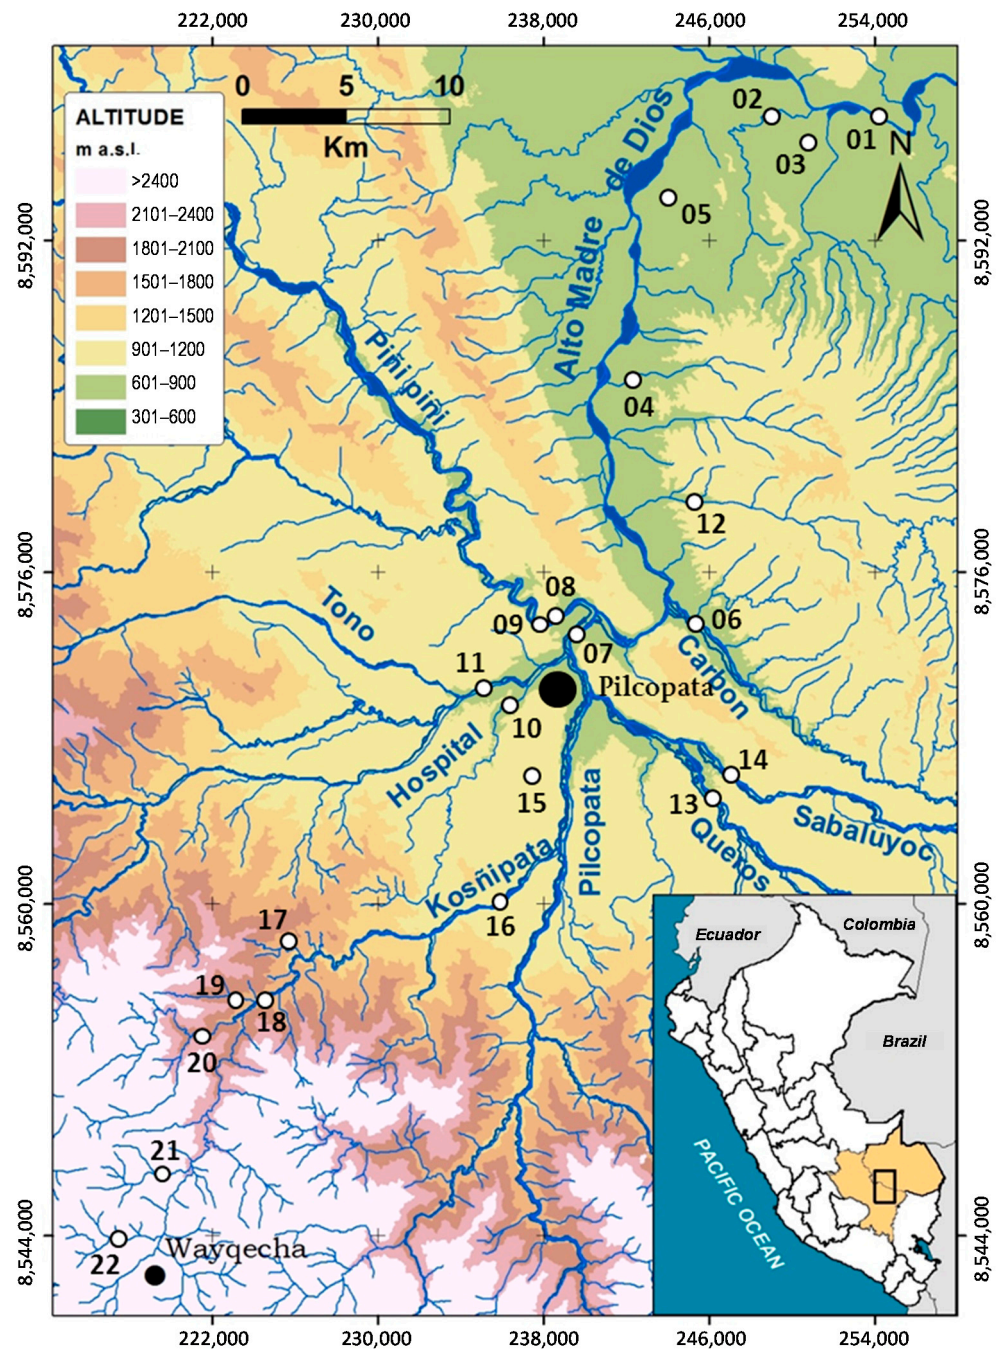 222,000 230,000 238,000 246,000 254,000
0 5 10
Km
ALTITUDE
m a.s.l.
>2400
2101–2400
1801–2100
1501–1800
1201–1500
901–1200
601–900
301–600
8,592,000
8,576,000
8,560,000
8,544,000
8,592,000
8,576,000
8,560,000
8,544,000
02
01
03
N
05
Alto Madre de Dios
04
Piñipiñi
12
08
09
07
06
Tono
Carbon
11
Pilcopata
10
Hospital
14
15
13
Pilcopata
Sabaluyoc
Queros
Kosñipata
16
17
19
18
20
21
22
Wayqecha
Ecuador
Colombia
Brazil
PACIFIC OCEAN
222,000 230,000 238,000 246,000 254,000